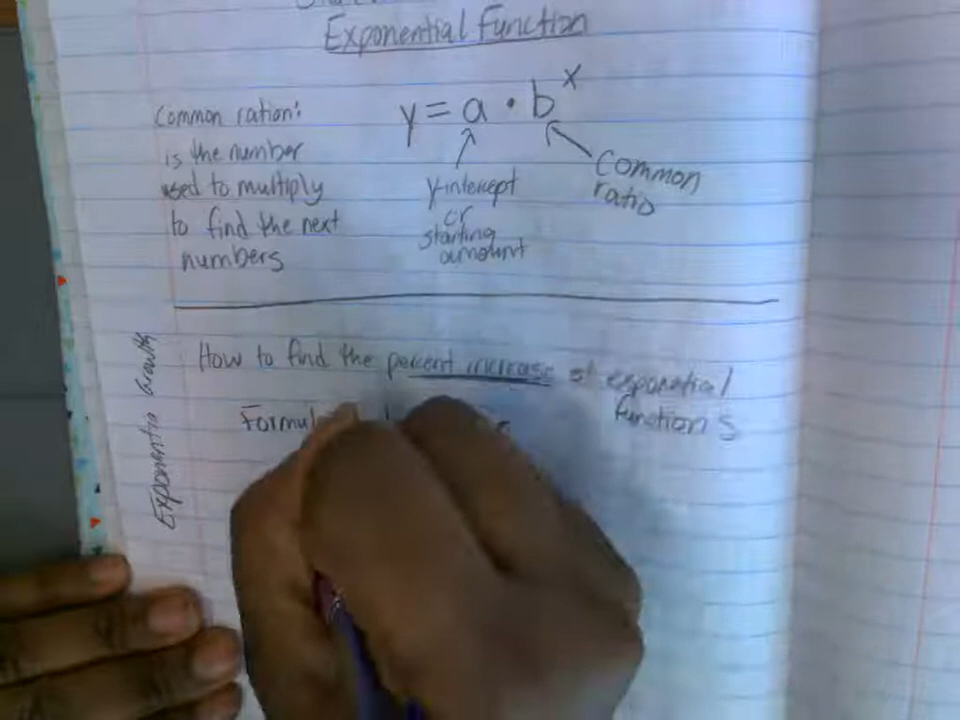 Exponential Function
y = a · b^x
Common ration:
is the number
used to multiply
to find the next
numbers
y-intercept
or
starting
amount
Common
ratio
Exponential Growth
How to find the percent increase of exponential
functions